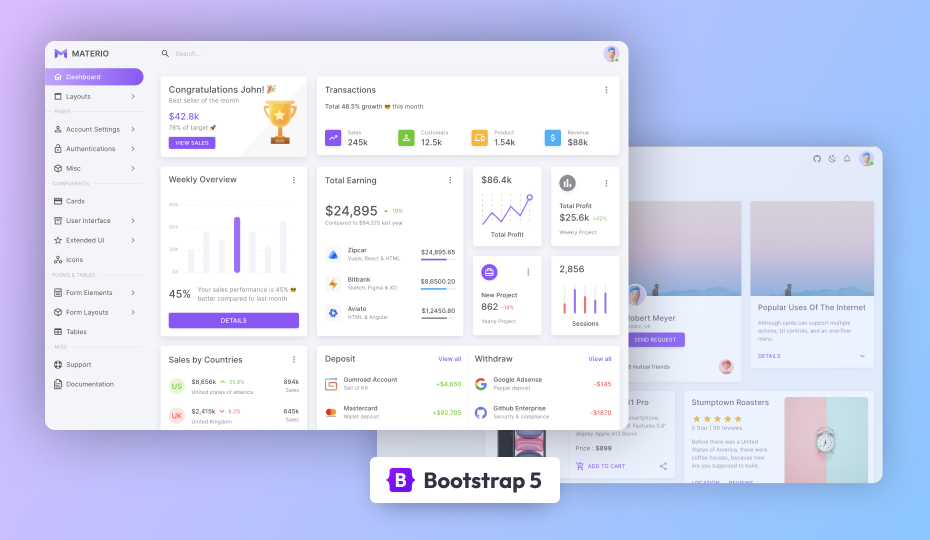 MATERIO
Search...
Dashboard
Layouts
PAGES
Account Settings
Authentications
Misc
COMPONENTS
Cards
User interface
Extended UI
Icons
FORMS & TABLES
Form Elements
Form Layouts
Tables
MISC
Support
Documentation
Congratulations John! 🎉
Best seller of the month
$42.8k
78% of target 🚀
VIEW SALES
Transactions
Total 48.5% growth 😎 this month
Sales
245k
Customers
12.5k
Product
1.54k
Revenue
$88k
Weekly Overview
90K
60K
30K
0K
45%
Your sales performance is 45% 😎
better compared to last month
DETAILS
Total Earning
$24,895
16%
Compared to $84,325 last year
Zipcar
Vuejs, React & HTML
$24,895.65
Bitbank
Sketch, Figma & XD
$8,6500.20
Aviato
HTML & Angular
$1,2450.80
$86.4k
Total Profit
Total Profit
$25.6k +42%
Weekly Project
New Project
862 -18%
Yearly Project
2,856
Sessions
Sales by Countries
US
$8,656k
25.8%
United states of america
894k
Sales
UK
$2,415k
6.2%
United Kingdom
645k
Sales
Deposit
View all
Gumroad Account
Sell UI Kit
+$4,650
Mastercard
Wallet deposit
+$92,705
Withdraw
View all
Google Adsense
Paypal deposit
-$145
Github Enterprise
Security & compliance
-$1870
obert Meyer
London, UK
SEND REQUEST
mutual friends
Popular Uses Of The Internet
Although cards can support multiple
actions, UI controls, and an overflow
menu.
DETAILS
11 Pro
smartphone.
Features 5.8"
display Apple A13 Bionic
Price : $899
ADD TO CART
Stumptown Roasters
5 Star | 98 reviews
Before there was a United
States of America, there were
coffee houses, because how
are you supposed to build.
LOCATION
REVIEWS
B
Bootstrap 5